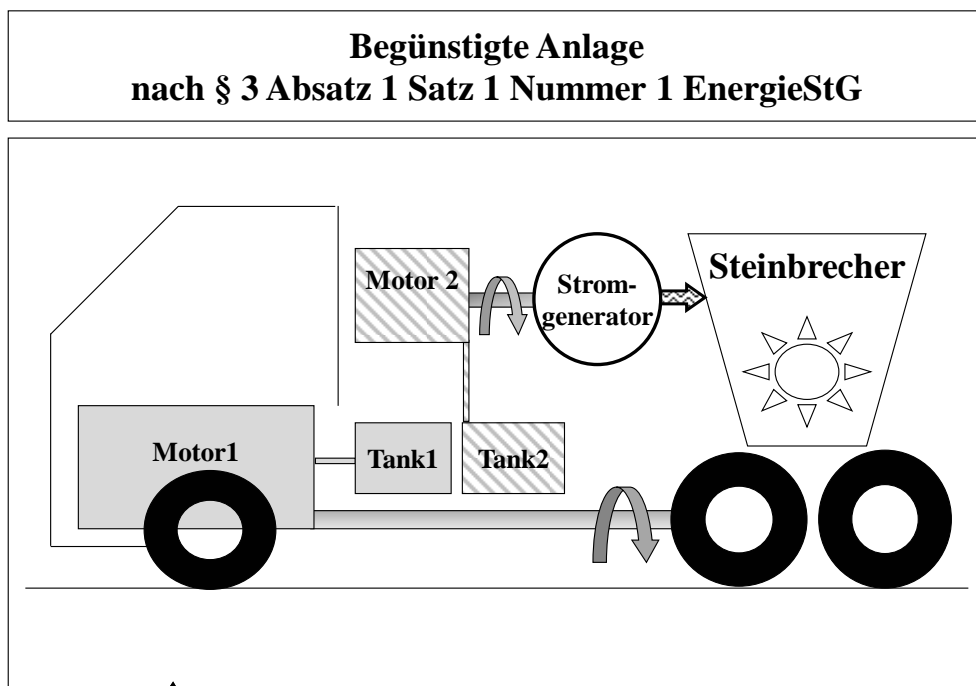 Begünstigte Anlage
nach § 3 Absatz 1 Satz 1 Nummer 1 EnergieStG
Motor 2
Strom-
generator
Steinbrecher
Motor1
Tank1
Tank2